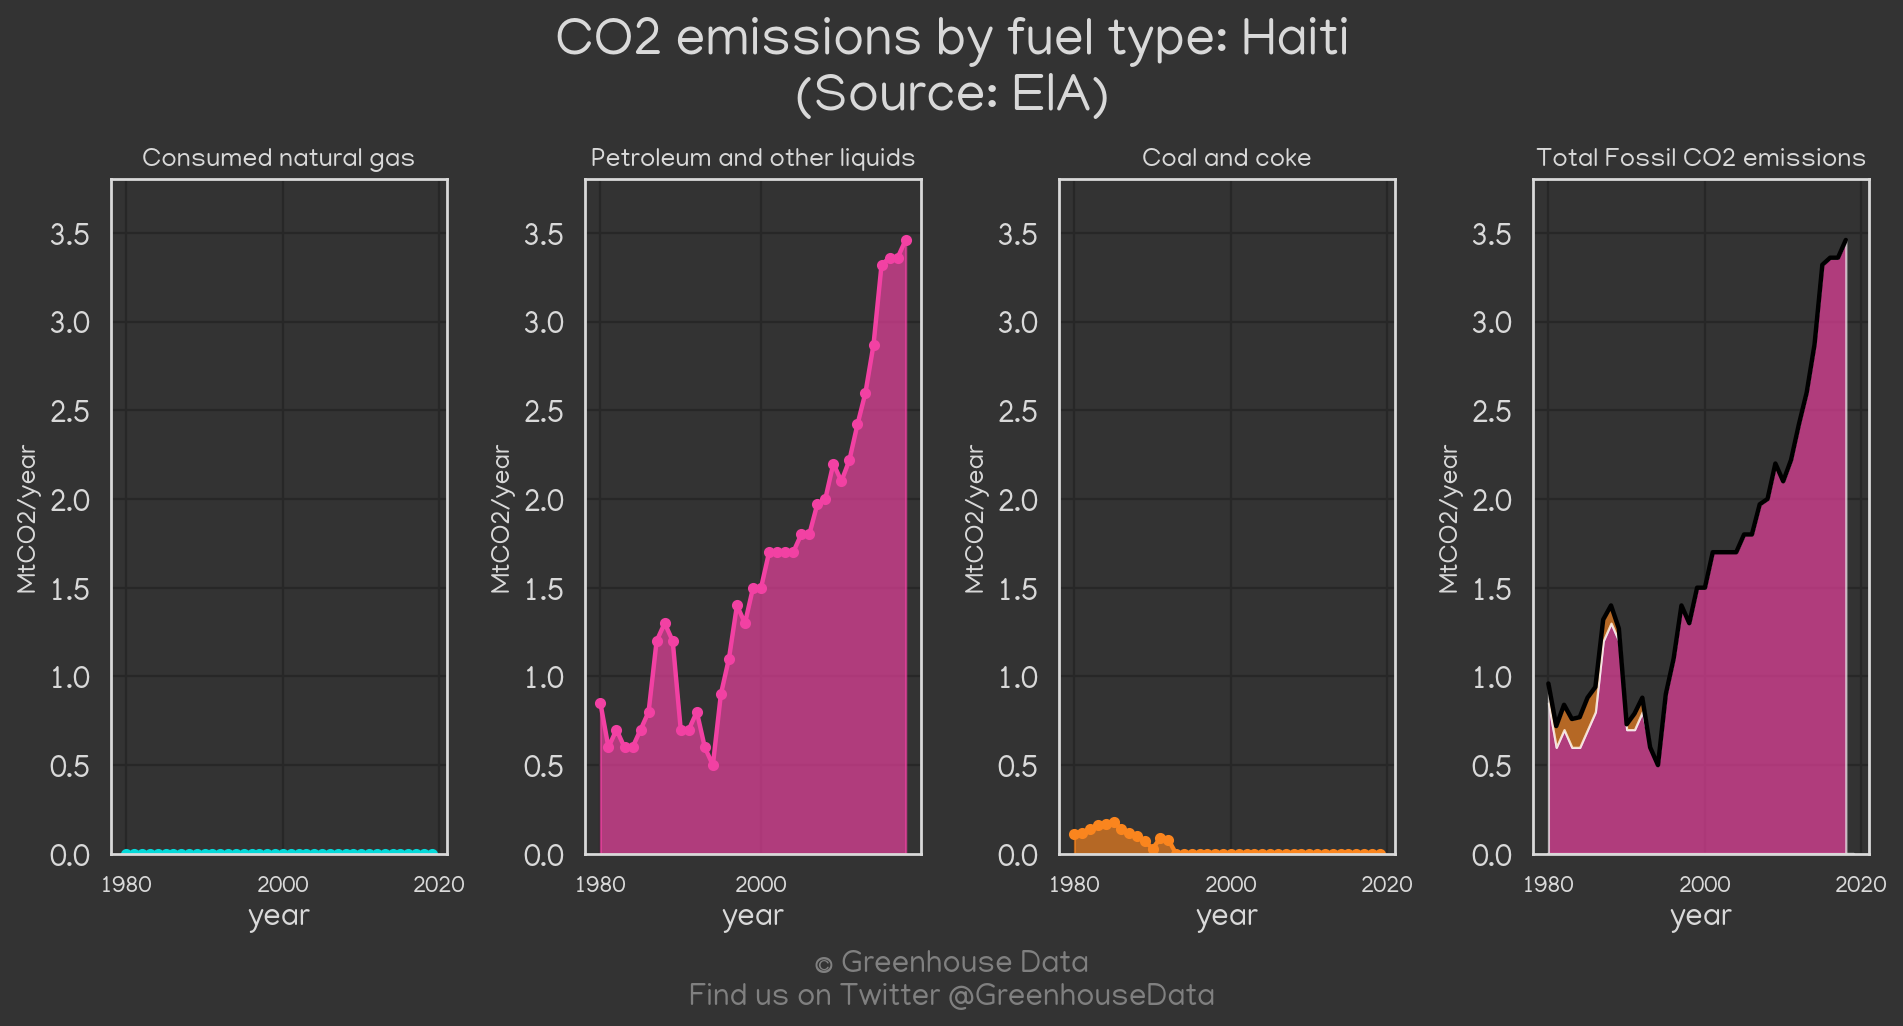 CO2 emissions by fuel type: Haiti
(Source: EIA)
Consumed natural gas
3.5
3.0
2.5
2.0
1.5
1.0
0.5
0.0
MtCO2/year
1980 2000 2020
year
Petroleum and other liquids
3.5
3.0
2.5
2.0
1.5
1.0
0.5
0.0
MtCO2/year
1980 2000
year
Coal and coke
3.5
3.0
2.5
2.0
1.5
1.0
0.5
0.0
MtCO2/year
1980 2000 2020
year
Total Fossil CO2 emissions
3.5
3.0
2.5
2.0
1.5
1.0
0.5
0.0
MtCO2/year
1980 2000 2020
year
© Greenhouse Data
Find us on Twitter @GreenhouseData